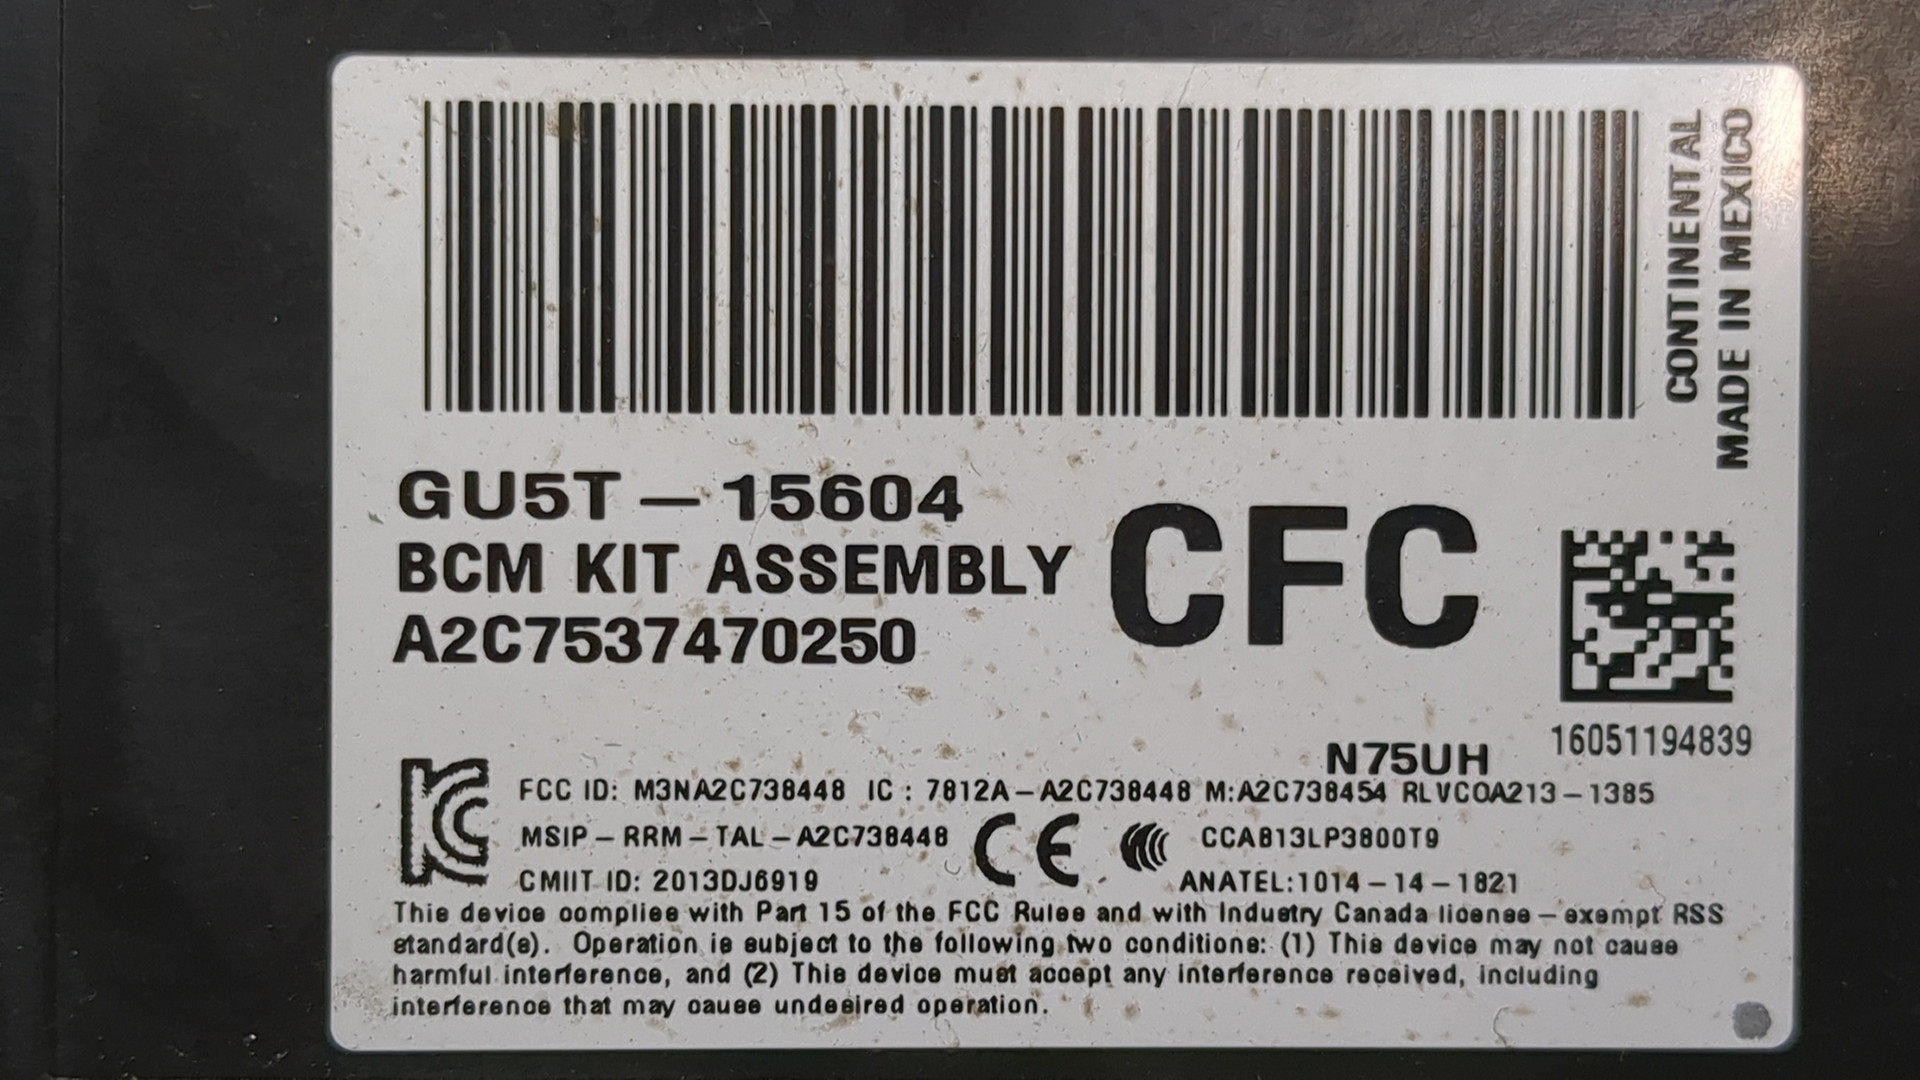 CONTINENTAL
MADE IN MEXICO
GU5T-15604
BCM KIT ASSEMBLY
A2C7537470250
CFC
16051194839
N75UH
FCC ID: M3NA2C738448 IC : 7812A-A2C738448 M:A2C738454 RLVCOA213-1385
MSIP-RRM-TAL-A2C738448 CE CCAB13LP3800T9
CMIIT ID: 2013DJ6919 ANATEL:1014-14-1821
This device complies with Part 15 of the FCC Rules and with Industry Canada license-exempt RSS
standard(s). Operation is subject to the following two conditions: (1) This device may not cause
harmful interference, and (2) This device must accept any interference received, including
interference that may cause undesired operation.